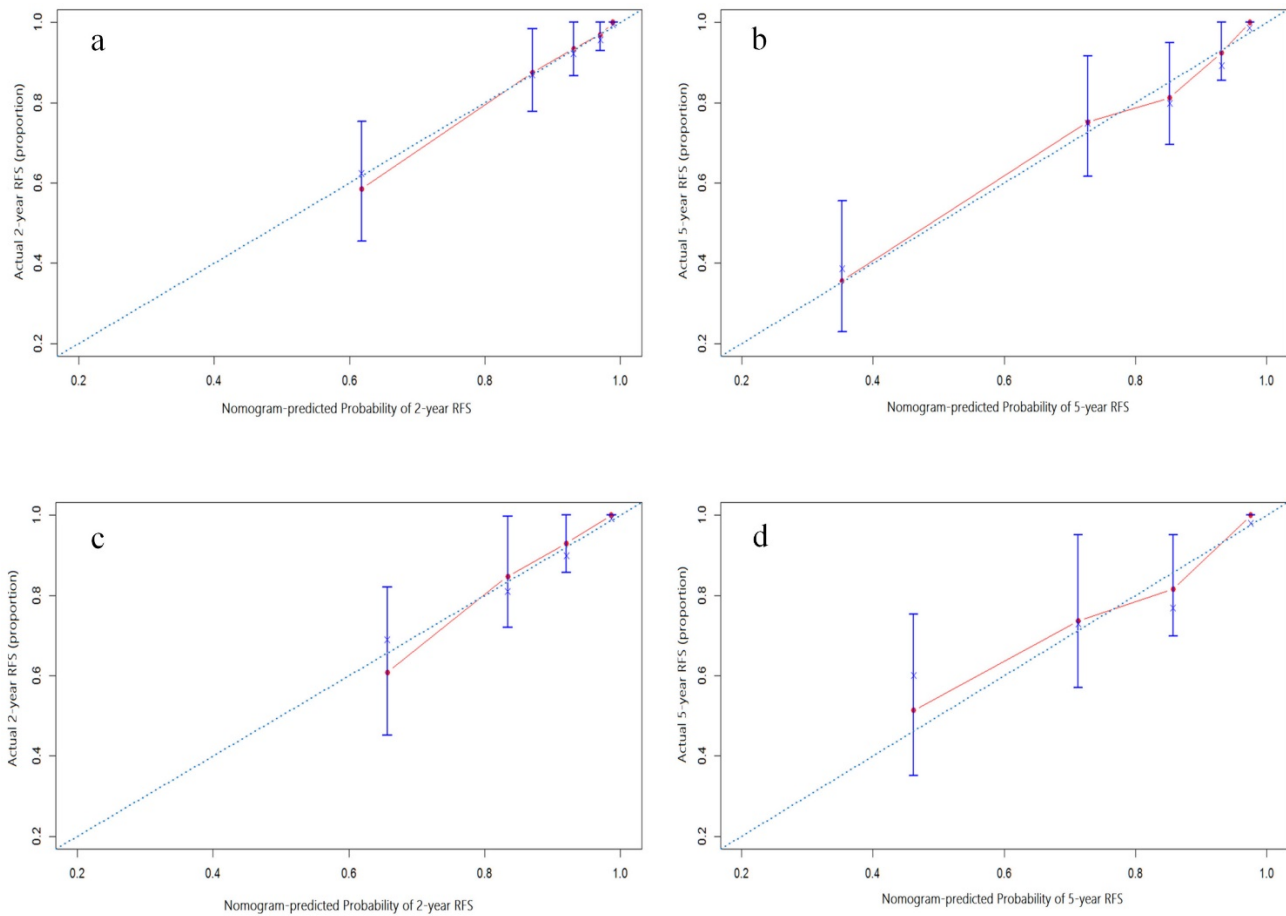 a
1.0
0.8
0.6
0.4
0.2
Actual 2-year RFS (proportion)
0.2 0.4 0.6 0.8 1.0
Nomogram-predicted Probability of 2-year RFS
b
1.0
0.8
0.6
0.4
0.2
Actual 5-year RFS (proportion)
0.2 0.4 0.6 0.8 1.0
Nomogram-predicted Probability of 5-year RFS
c
1.0
0.8
0.6
0.4
0.2
Actual 2-year RFS (proportion)
0.2 0.4 0.6 0.8 1.0
Nomogram-predicted Probability of 2-year RFS
d
1.0
0.8
0.6
0.4
0.2
Actual 5-year RFS (proportion)
0.2 0.4 0.6 0.8 1.0
Nomogram-predicted Probability of 5-year RFS